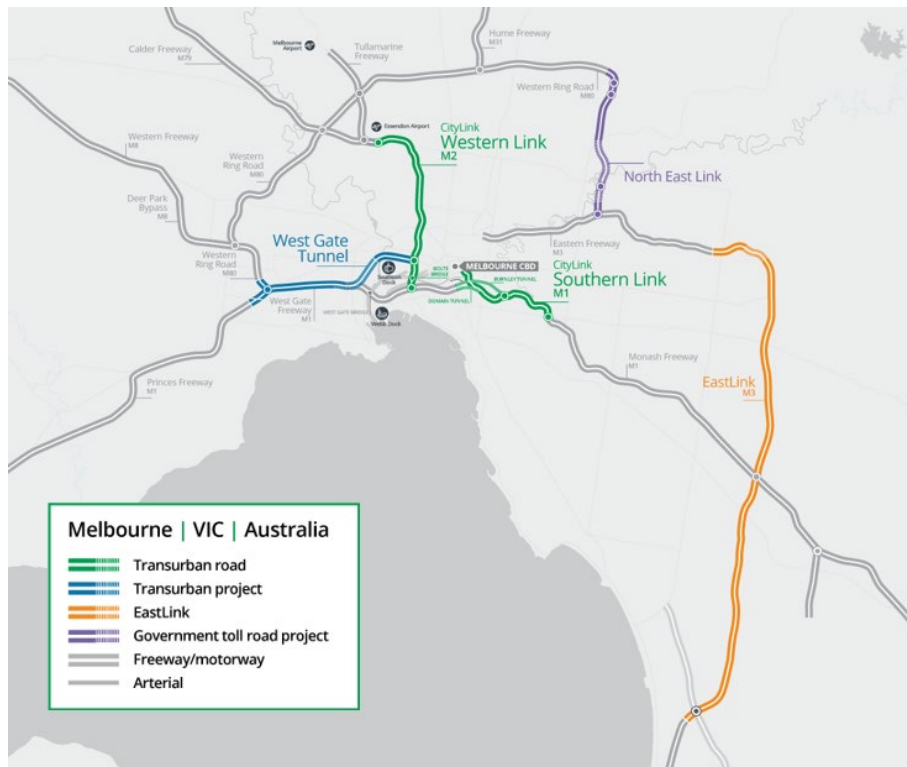 Hume Freeway
M31
Melbourne
Airport
Tullamarine
Freeway
Calder Freeway
M79
Western Ring Road
M80
Essendon Airport
CityLink
Western Link
M2
Western Freeway
M8
Western
Ring Road
M80
North East Link
Deer Park
Bypass
M8
West Gate
Tunnel
Eastern Freeway
M3
Western
Ring Road
M80
BOLTE
BRIDGE
MELBOURNE CBD
CityLink
Southern Link
M1
Swanson
Dock
BURNLEY TUNNEL
DOMAIN TUNNEL
West Gate
Freeway
M1
WEST GATE BRIDGE
Webb Dock
Monash Freeway
M1
Princes Freeway
M1
EastLink
M3
Melbourne | VIC | Australia
Transurban road
Transurban project
EastLink
Government toll road project
Freeway/motorway
Arterial